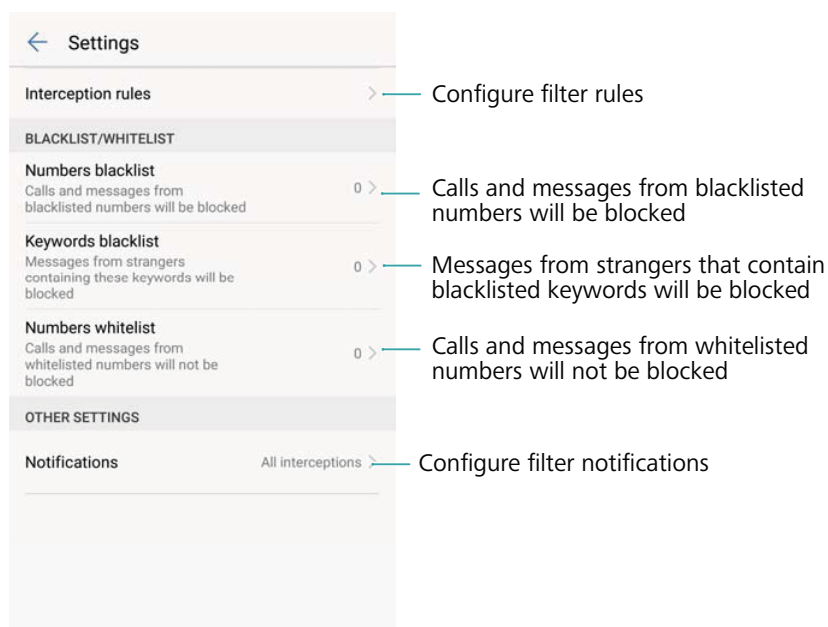 Settings
Interception rules
Configure filter rules
BLACKLIST/WHITELIST
Numbers blacklist
Calls and messages from
blacklisted numbers will be blocked
0
Calls and messages from blacklisted
numbers will be blocked
Keywords blacklist
Messages from strangers
containing these keywords will be
blocked
0
Messages from strangers that contain
blacklisted keywords will be blocked
Numbers whitelist
Calls and messages from
whitelisted numbers will not be
blocked
0
Calls and messages from whitelisted
numbers will not be blocked
OTHER SETTINGS
Notifications
All interceptions
Configure filter notifications